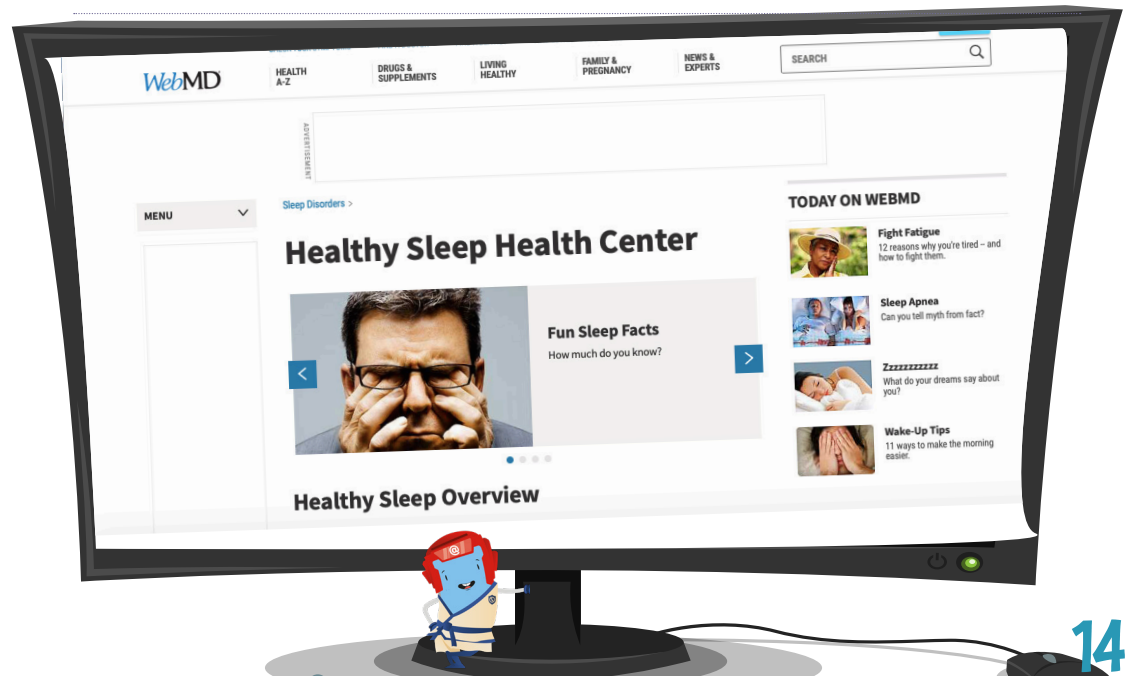 WebMD
HEALTH
A-Z
DRUGS &
SUPPLEMENTS
LIVING
HEALTHY
FAMILY &
PREGNANCY
NEWS &
EXPERTS
SEARCH
ADVERTISEMENT
MENU
Sleep Disorders >
Healthy Sleep Health Center
Fun Sleep Facts
How much do you know?
Healthy Sleep Overview
TODAY ON WEBMD
Fight Fatigue
12 reasons why you're tired – and
how to fight them.
Sleep Apnea
Can you tell myth from fact?
Zzzzzzzzzzz
What do your dreams say about
you?
Wake-Up Tips
11 ways to make the morning
easier.
@
14